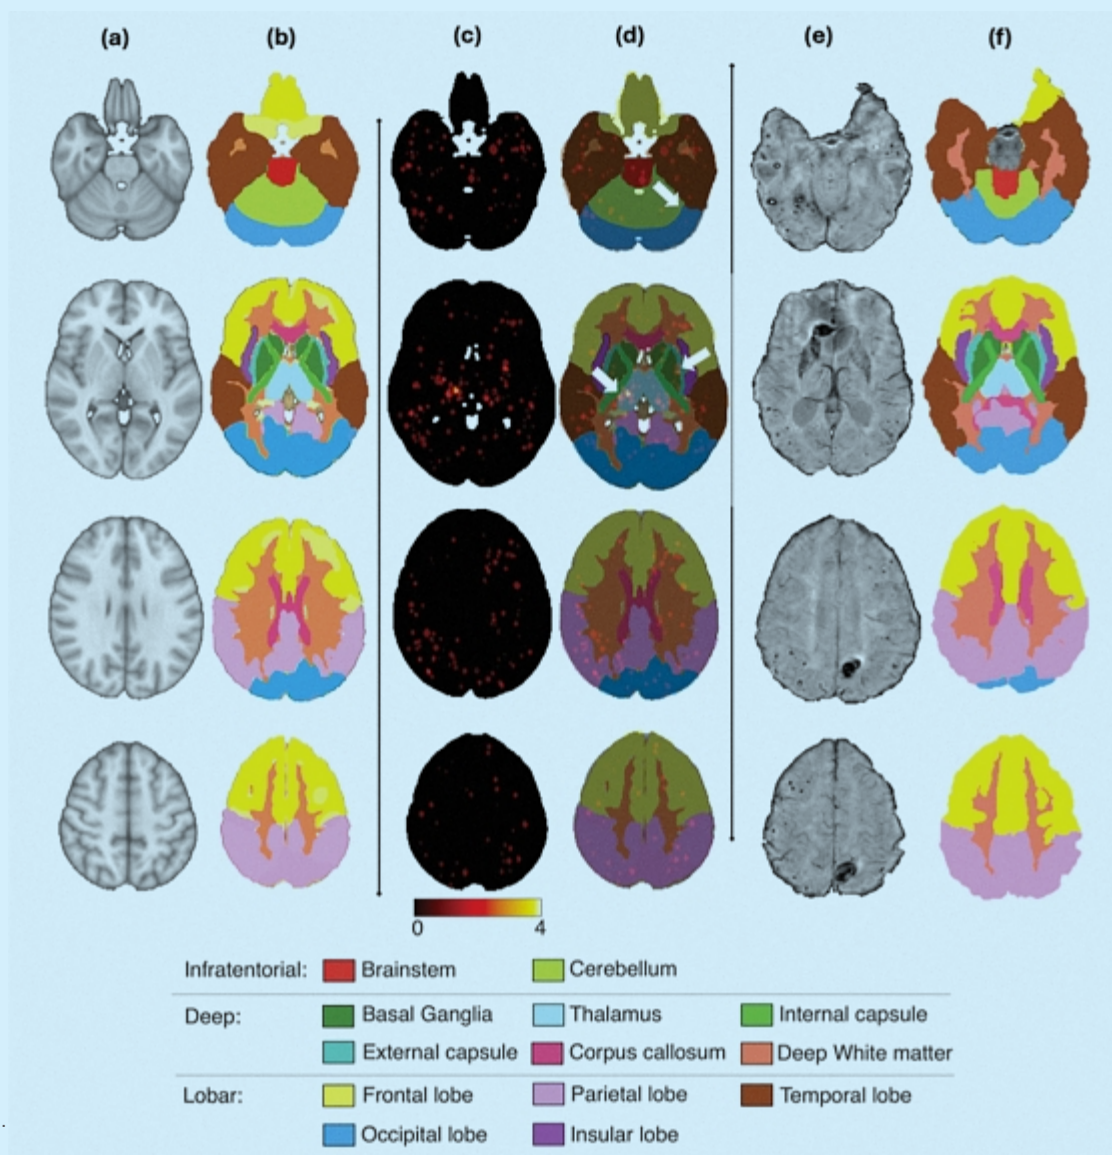 (a) (b) (c) (d) (e) (f)
0 4
Infratentorial: Brainstem Cerebellum
Deep: Basal Ganglia Thalamus Internal capsule
External capsule Corpus callosum Deep White matter
Lobar: Frontal lobe Parietal lobe Temporal lobe
Occipital lobe Insular lobe